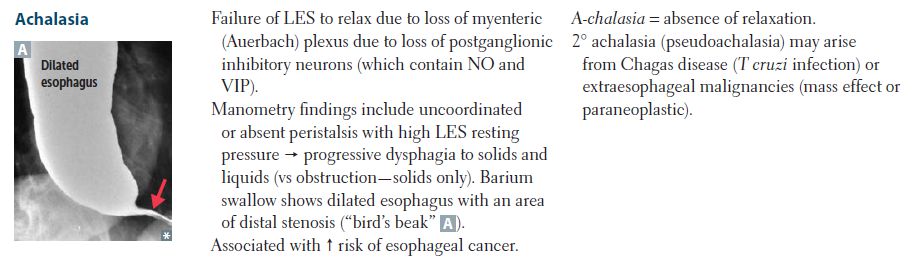 Achalasia
A
Dilated
esophagus
*
Failure of LES to relax due to loss of myenteric
(Auerbach) plexus due to loss of postganglionic
inhibitory neurons (which contain NO and
VIP).
Manometry findings include uncoordinated
or absent peristalsis with high LES resting
pressure → progressive dysphagia to solids and
liquids (vs obstruction—solids only). Barium
swallow shows dilated esophagus with an area
of distal stenosis (“bird’s beak” A).
Associated with ↑ risk of esophageal cancer.
A-chalasia = absence of relaxation.
2° achalasia (pseudoachalasia) may arise
from Chagas disease (T cruzi infection) or
extraesophageal malignancies (mass effect or
paraneoplastic).